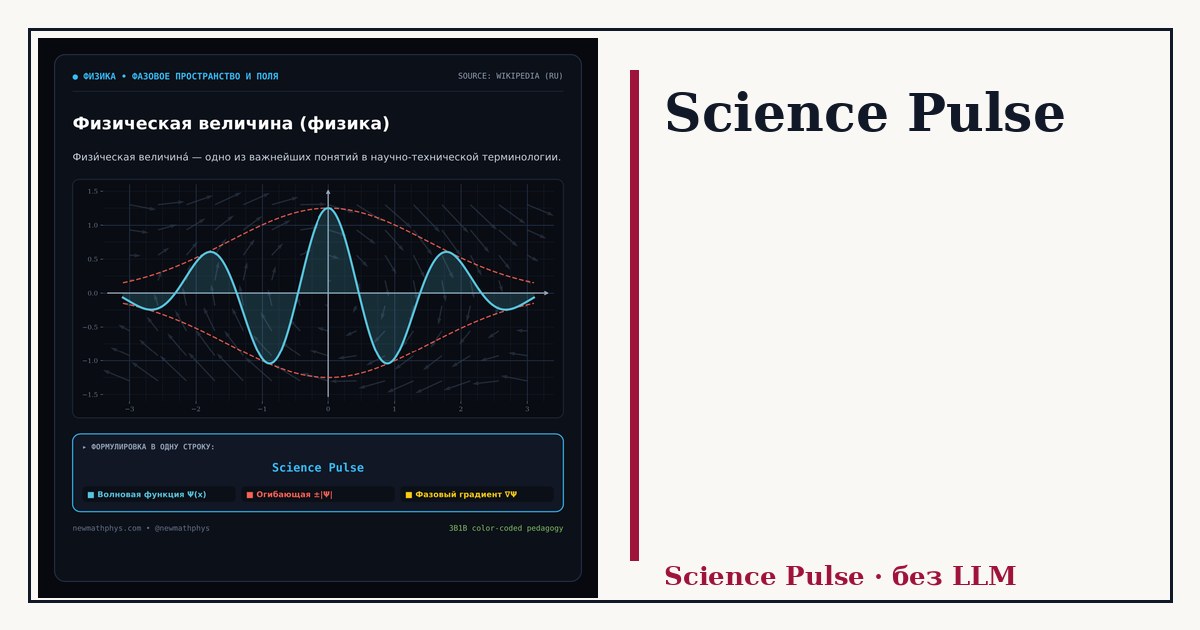 ● ФИЗИКА • ФАЗОВОЕ ПРОСТРАНСТВО И ПОЛЯ
SOURCE: WIKIPEDIA (RU)
Физическая величина (физика)
Физи́ческая величина́ — одно из важнейших понятий в научно-технической терминологии.
1.5
1.0
0.5
0.0
−0.5
−1.0
−1.5
−3 −2 −1 0 1 2 3
▸ ФОРМУЛИРОВКА В ОДНУ СТРОКУ:
Science Pulse
■ Волновая функция Ψ(x) ■ Огибающая ±|Ψ| ■ Фазовый градиент ∇Ψ
newmathphys.com • @newmathphys
3B1B color-coded pedagogy
Science Pulse
Science Pulse · без LLM